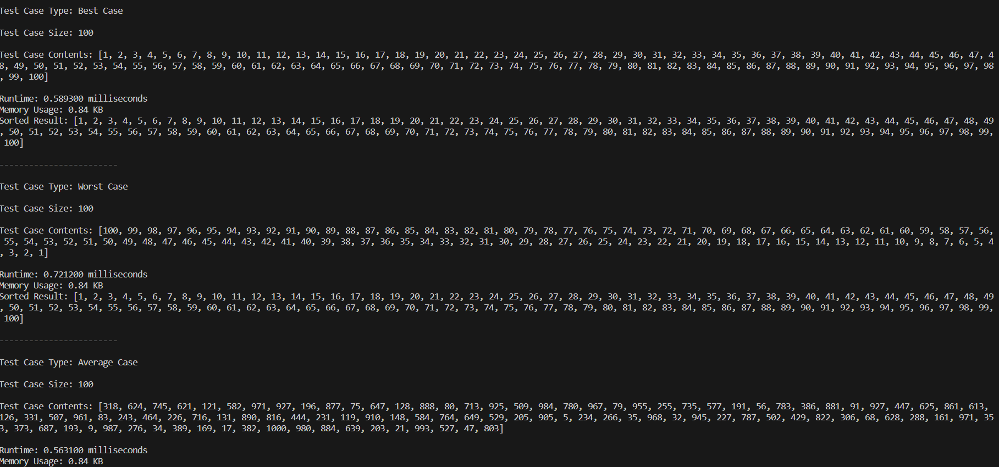 Test Case Type: Best Case
Test Case Size: 100
Test Case Contents: [1, 2, 3, 4, 5, 6, 7, 8, 9, 10, 11, 12, 13, 14, 15, 16, 17, 18, 19, 20, 21, 22, 23, 24, 25, 26, 27, 28, 29, 30, 31, 32, 33, 34, 35, 36, 37, 38, 39, 40, 41, 42, 43, 44, 45, 46, 47, 4
8, 49, 50, 51, 52, 53, 54, 55, 56, 57, 58, 59, 60, 61, 62, 63, 64, 65, 66, 67, 68, 69, 70, 71, 72, 73, 74, 75, 76, 77, 78, 79, 80, 81, 82, 83, 84, 85, 86, 87, 88, 89, 90, 91, 92, 93, 94, 95, 96, 97, 98
, 99, 100]
Runtime: 0.589300 milliseconds
Memory Usage: 0.84 KB
Sorted Result: [1, 2, 3, 4, 5, 6, 7, 8, 9, 10, 11, 12, 13, 14, 15, 16, 17, 18, 19, 20, 21, 22, 23, 24, 25, 26, 27, 28, 29, 30, 31, 32, 33, 34, 35, 36, 37, 38, 39, 40, 41, 42, 43, 44, 45, 46, 47, 48, 49
, 50, 51, 52, 53, 54, 55, 56, 57, 58, 59, 60, 61, 62, 63, 64, 65, 66, 67, 68, 69, 70, 71, 72, 73, 74, 75, 76, 77, 78, 79, 80, 81, 82, 83, 84, 85, 86, 87, 88, 89, 90, 91, 92, 93, 94, 95, 96, 97, 98, 99,
100]
------------------------
Test Case Type: Worst Case
Test Case Size: 100
Test Case Contents: [100, 99, 98, 97, 96, 95, 94, 93, 92, 91, 90, 89, 88, 87, 86, 85, 84, 83, 82, 81, 80, 79, 78, 77, 76, 75, 74, 73, 72, 71, 70, 69, 68, 67, 66, 65, 64, 63, 62, 61, 60, 59, 58, 57, 56,
55, 54, 53, 52, 51, 50, 49, 48, 47, 46, 45, 44, 43, 42, 41, 40, 39, 38, 37, 36, 35, 34, 33, 32, 31, 30, 29, 28, 27, 26, 25, 24, 23, 22, 21, 20, 19, 18, 17, 16, 15, 14, 13, 12, 11, 10, 9, 8, 7, 6, 5, 4
, 3, 2, 1]
Runtime: 0.721200 milliseconds
Memory Usage: 0.84 KB
Sorted Result: [1, 2, 3, 4, 5, 6, 7, 8, 9, 10, 11, 12, 13, 14, 15, 16, 17, 18, 19, 20, 21, 22, 23, 24, 25, 26, 27, 28, 29, 30, 31, 32, 33, 34, 35, 36, 37, 38, 39, 40, 41, 42, 43, 44, 45, 46, 47, 48, 49
, 50, 51, 52, 53, 54, 55, 56, 57, 58, 59, 60, 61, 62, 63, 64, 65, 66, 67, 68, 69, 70, 71, 72, 73, 74, 75, 76, 77, 78, 79, 80, 81, 82, 83, 84, 85, 86, 87, 88, 89, 90, 91, 92, 93, 94, 95, 96, 97, 98, 99,
100]
------------------------
Test Case Type: Average Case
Test Case Size: 100
Test Case Contents: [318, 624, 745, 621, 121, 582, 971, 927, 196, 877, 75, 647, 128, 888, 80, 713, 925, 509, 984, 780, 967, 79, 955, 255, 735, 577, 191, 56, 783, 386, 881, 91, 927, 447, 625, 861, 613,
126, 331, 507, 961, 83, 243, 464, 226, 716, 131, 890, 816, 444, 231, 119, 910, 148, 584, 764, 649, 529, 205, 905, 5, 234, 266, 35, 968, 32, 945, 227, 787, 502, 429, 822, 306, 68, 628, 288, 161, 971, 35
3, 373, 687, 193, 9, 987, 276, 34, 389, 169, 17, 382, 1000, 980, 884, 639, 203, 21, 993, 527, 47, 803]
Runtime: 0.563100 milliseconds
Memory Usage: 0.84 KB